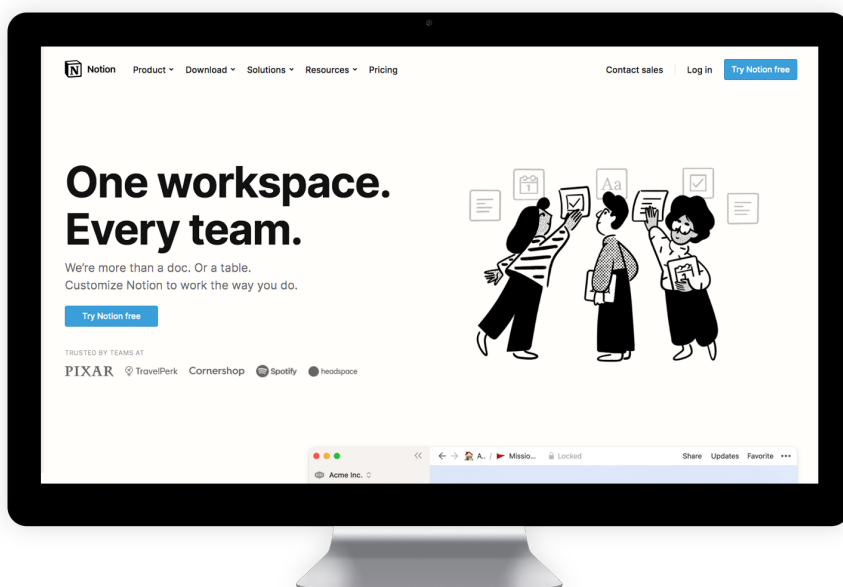 Notion
Product Download Solutions Resources Pricing
Contact sales Log in Try Notion free
One workspace.
Every team.
We're more than a doc. Or a table.
Customize Notion to work the way you do.
Try Notion free
TRUSTED BY TEAMS AT
PIXAR TravelPerk Cornershop Spotify headspace
1
Aa
A.. / Missio... Locked Share Updates Favorite •••
Acme Inc.